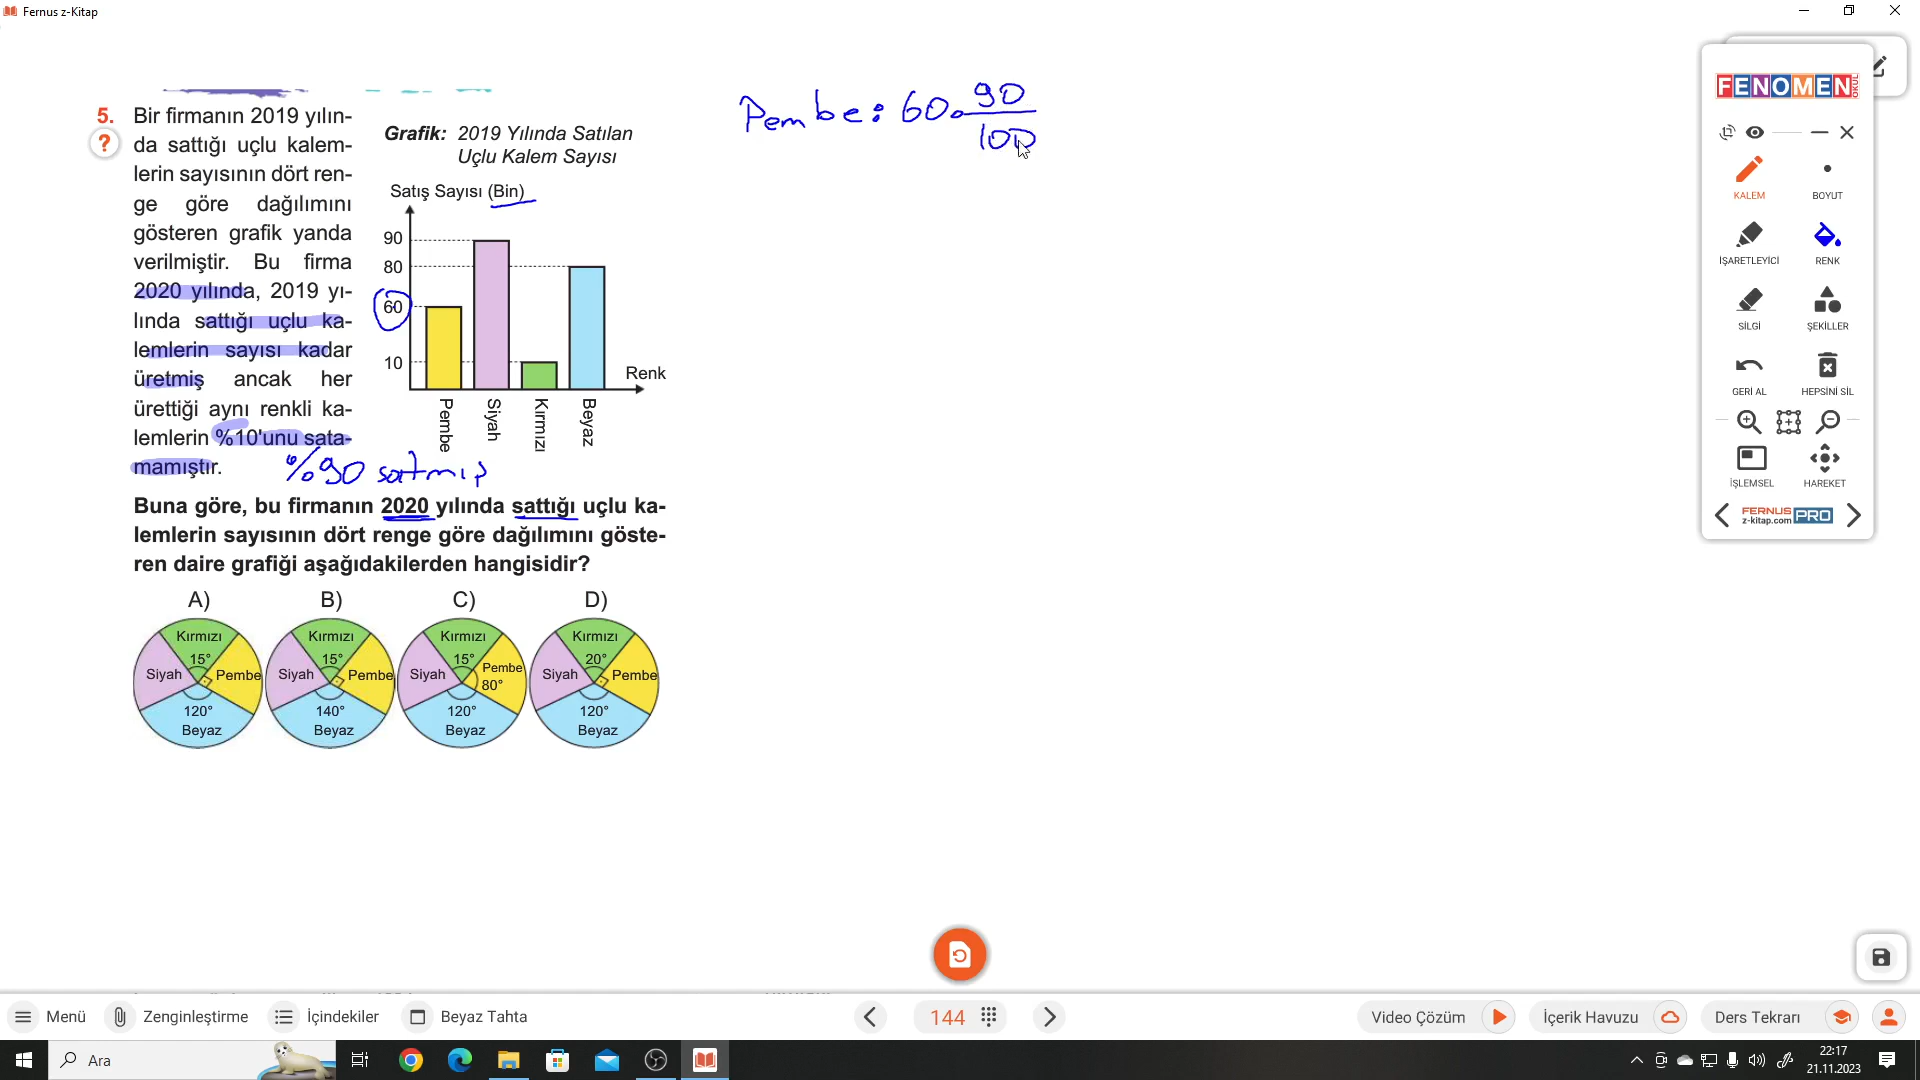 Fernus z-Kitap
5.
?
Bir firmanın 2019 yılın-
da sattığı uçlu kalem-
lerin sayısının dört ren-
ge göre dağılımını
gösteren grafik yanda
verilmiştir. Bu firma
2020 yılında, 2019 yı-
lında sattığı uçlu ka-
lemlerin sayısı kadar
üretmiş ancak her
ürettiği aynı renkli ka-
lemlerin %10'unu sata-
mamıştır.
%90 satmış
Grafik: 2019 Yılında Satılan
Uçlu Kalem Sayısı
Satış Sayısı (Bin)
90
80
60
10
Renk
Pembe
Siyah
Kırmızı
Beyaz
Pembe: 60. 90
100
Buna göre, bu firmanın 2020 yılında sattığı uçlu ka-
lemlerin sayısının dört renge göre dağılımını göste-
ren daire grafiği aşağıdakilerden hangisidir?
A)
Kırmızı
15°
Siyah
Pembe
120°
Beyaz
B)
Kırmızı
15°
Siyah
Pembe
140°
Beyaz
C)
Kırmızı
15°
Siyah
Pembe
80°
120°
Beyaz
D)
Kırmızı
20°
Siyah
Pembe
120°
Beyaz
FENOMEN OKUL
KALEM
BOYUT
İŞARETLEYİCİ
RENK
SİLGİ
ŞEKİLLER
GERİ AL
HEPSİNİ SİL
İŞLEMSEL
HAREKET
FERNUS
z-kitap.com PRO
Menü
Zenginleştirme
İçindekiler
Beyaz Tahta
144
Video Çözüm
İçerik Havuzu
Ders Tekrarı
Ara
22:17
21.11.2023